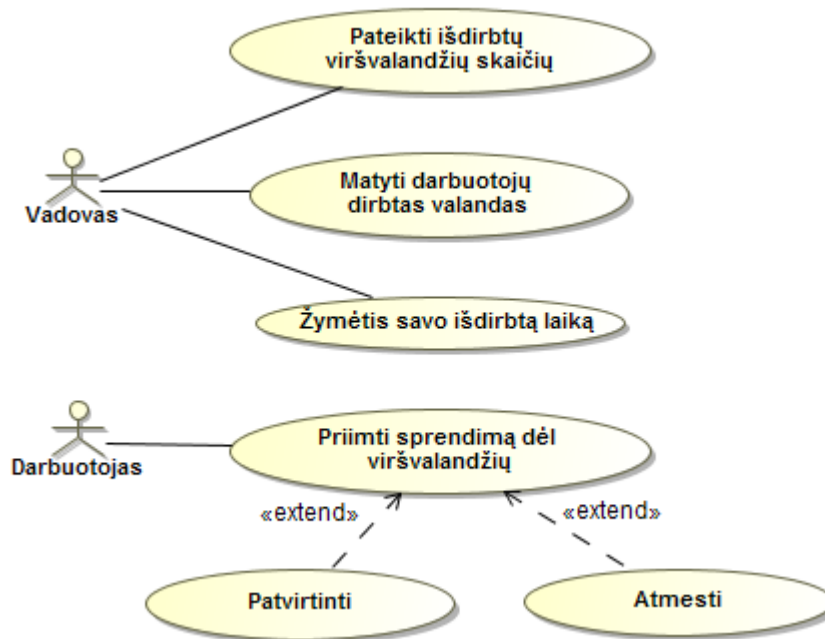 Pateikti išdirbtų
viršvalandžių skaičių
Matyti darbuotojų
dirbtas valandas
Vadovas
Žymėtis savo išdirbtą laiką
Priimti sprendimą dėl
viršvalandžių
Darbuotojas
«extend»
«extend»
Patvirtinti
Atmesti